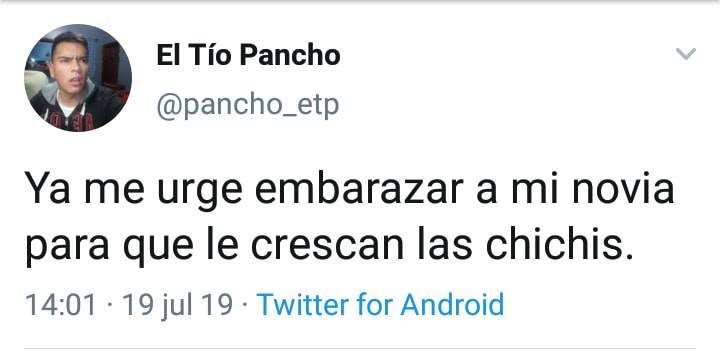 El Tío Pancho
@pancho_etp
Ya me urge embarazar a mi novia
para que le crescan las chichis.
14:01 · 19 jul 19 · Twitter for Android